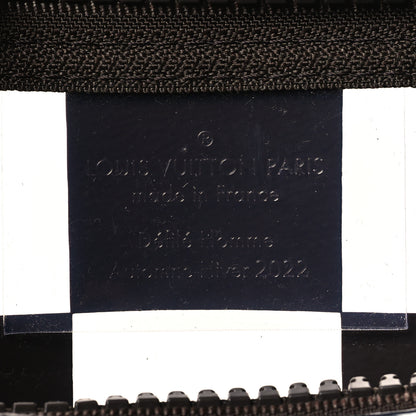 ®
LOUIS VUITTON PARIS
made in France
Défilé Homme
Automne-Hiver 2022